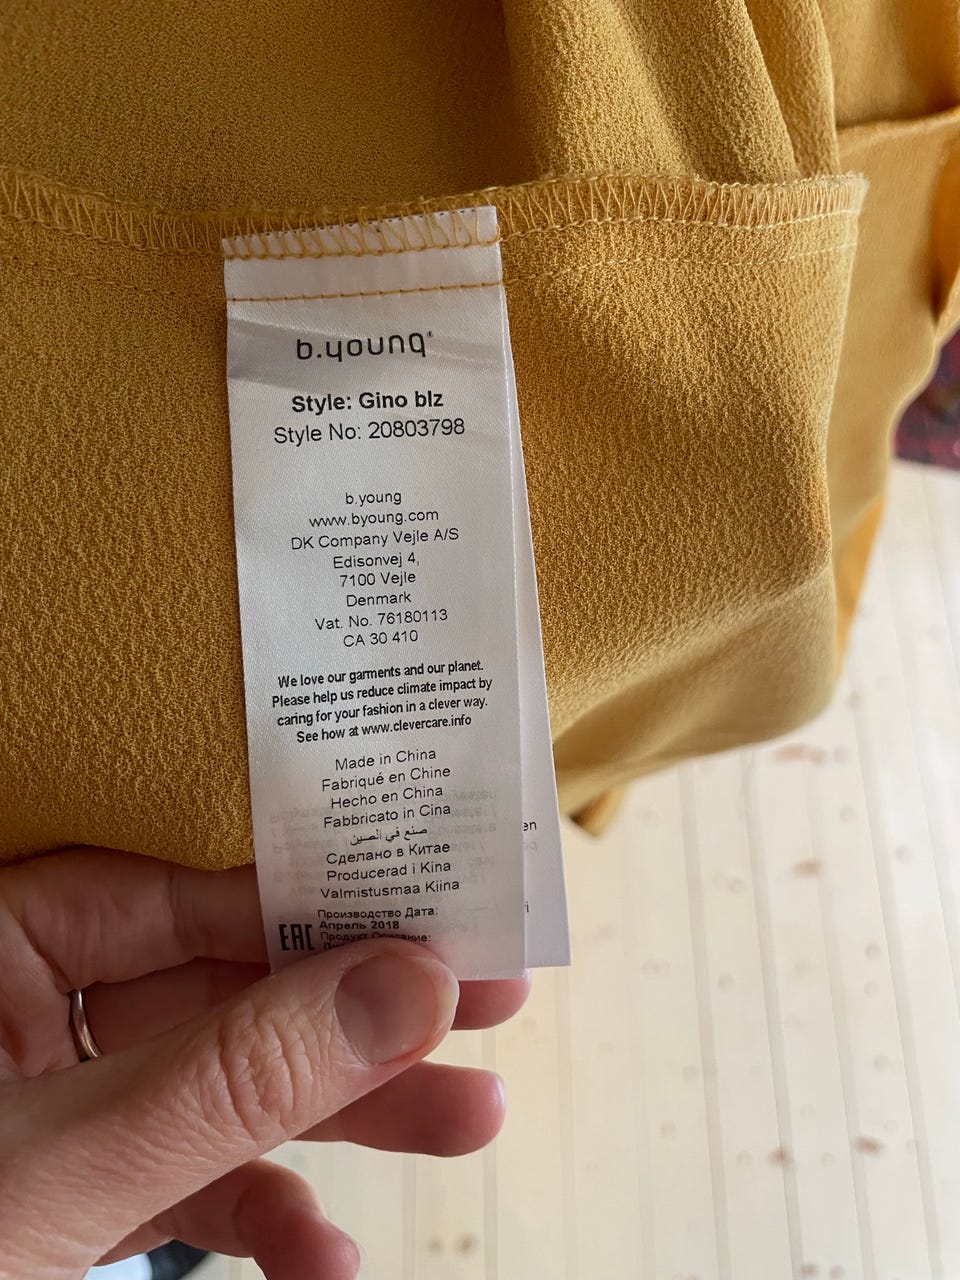 b.young®
Style: Gino blz
Style No: 20803798
b.young
www.byoung.com
DK Company Vejle A/S
Edisonvej 4,
7100 Vejle
Denmark
Vat. No. 76180113
CA 30 410
We love our garments and our planet.
Please help us reduce climate impact by
caring for your fashion in a clever way.
See how at www.clevercare.info
Made in China
Fabriqué en Chine
Hecho en China
Fabbricato in Cina
صنع في الصين
Сделано в Китае
Producerad i Kina
Valmistusmaa Kiina
Производство Дата:
Апрель 2018
EAC
Продукт Описание:
en